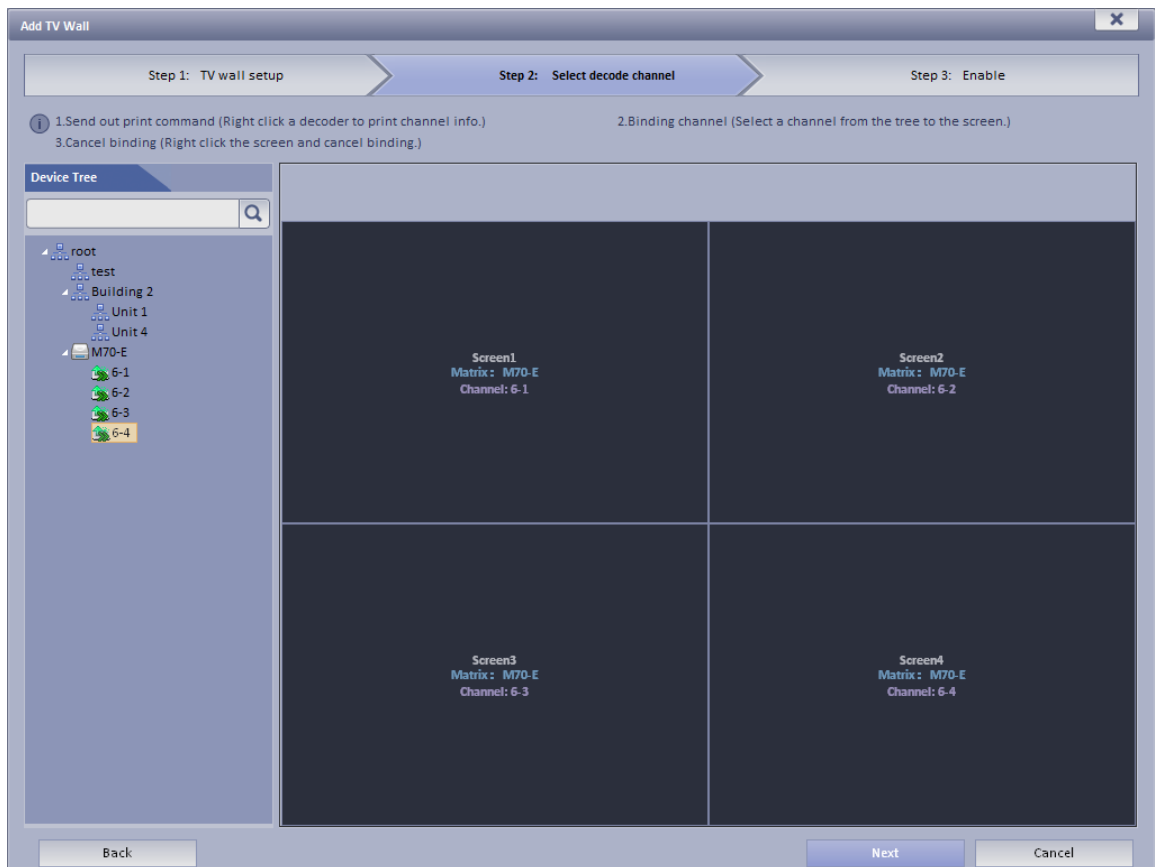 Add TV Wall
Step 1: TV wall setup
Step 2: Select decode channel
Step 3: Enable
1.Send out print command (Right click a decoder to print channel info.)
2.Binding channel (Select a channel from the tree to the screen.)
3.Cancel binding (Right click the screen and cancel binding.)
Device Tree
root
test
Building 2
Unit 1
Unit 4
M70-E
6-1
6-2
6-3
6-4
Screen1
Matrix: M70-E
Channel: 6-1
Screen2
Matrix: M70-E
Channel: 6-2
Screen3
Matrix: M70-E
Channel: 6-3
Screen4
Matrix: M70-E
Channel: 6-4
Back
Next
Cancel